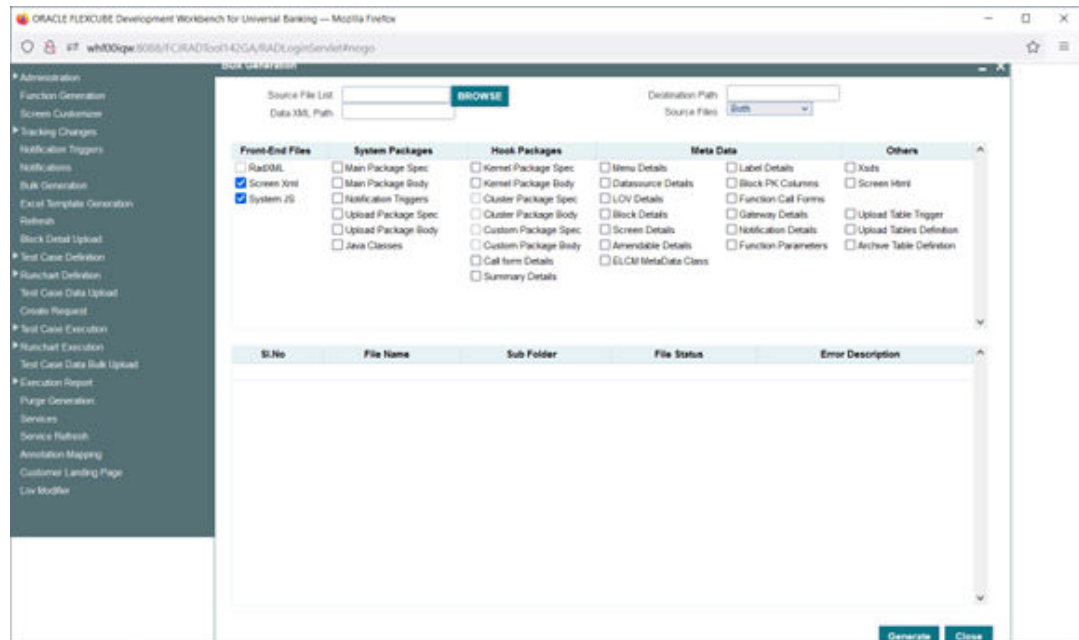 ORACLE FLEXCUBE Development Workbench for Universal Banking — Mozilla Firefox
whf00iqw:8088/FCIRADTool142GA/RADLoginServlet#nogo
Bulk Generation
Administration
Function Generation
Screen Customizer
Tracking Changes
Notification Triggers
Notifications
Bulk Generation
Excel Template Generation
Refresh
Block Detail Upload
Test Case Definition
Runchart Definition
Test Case Data Upload
Create Request
Test Case Execution
Runchart Execution
Test Case Data Bulk Upload
Execution Report
Purge Generation
Services
Service Refresh
Annotation Mapping
Customer Landing Page
Lov Modifier
Source File List BROWSE Destination Path
Data XML Path Source Files Both
Front-End Files System Packages Hook Packages Meta Data Others
RadXML Main Package Spec Kernel Package Spec Menu Details Label Details Xsds
Screen Xml Main Package Body Kernel Package Body Datasource Details Block PK Columns Screen Html
System JS Notification Triggers Cluster Package Spec LOV Details Function Call Forms
Upload Package Spec Cluster Package Body Block Details Gateway Details Upload Table Trigger
Upload Package Body Custom Package Spec Screen Details Notification Details Upload Tables Definition
Java Classes Custom Package Body Amendable Details Function Parameters Archive Table Definition
Call form Details ELCM MetaData Class
Summary Details
Sl.No File Name Sub Folder File Status Error Description
Generate Close